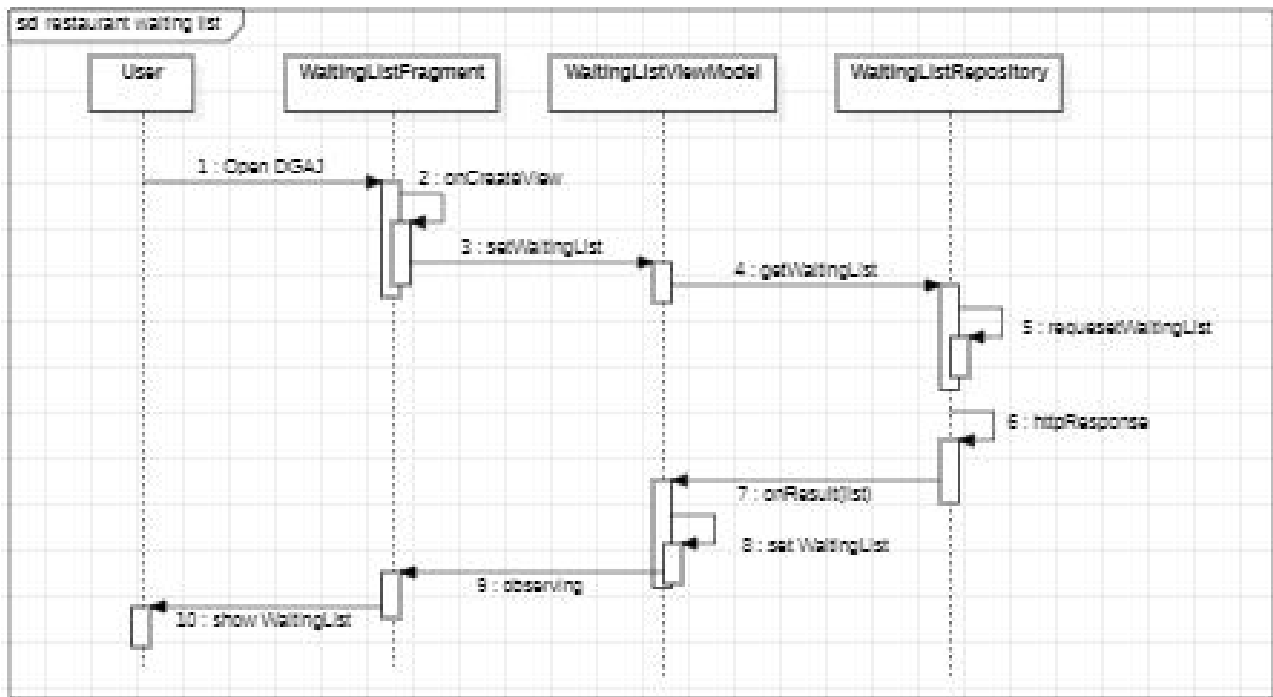 sd restaurant waiting list
User
WaitingListFragment
WaitingListViewModel
WaitingListRepository
1 : Open DGAJ
2 : onCreateView
3 : setWaitingList
4 : getWaitingList
5 : requesetWaitingList
6 : httpResponse
7 : onResult(list)
8 : set WaitingList
9 : observing
10 : show WaitingList